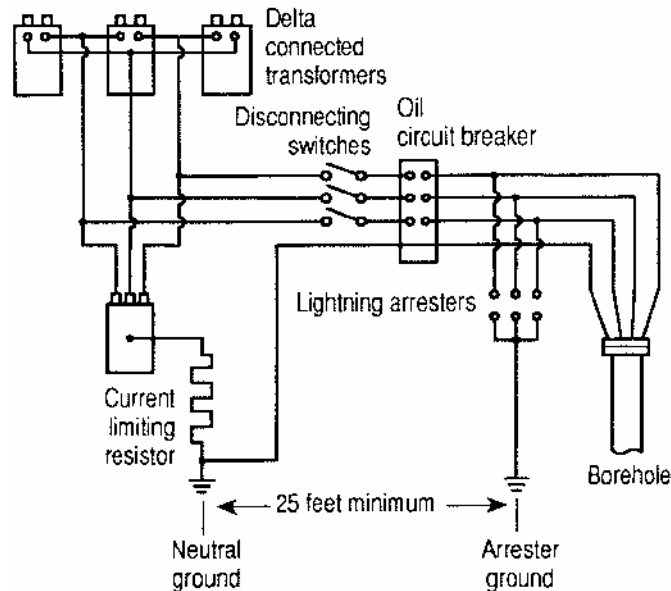 Delta
connected
transformers
Disconnecting
switches
Oil
circuit breaker
Lightning arresters
Current
limiting
resistor
Borehole
25 feet minimum
Neutral
ground
Arrester
ground